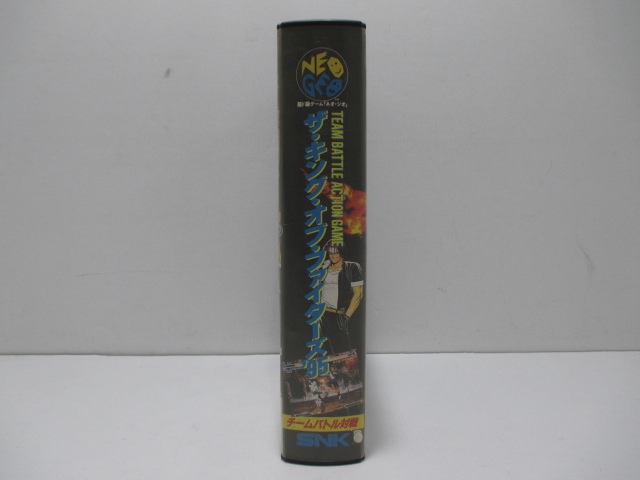 NEO
GEO
TEAM BATTLE ACTION GAME
ザ・キング・オブ・ファイターズ'95
チームバトル対戦
SNK